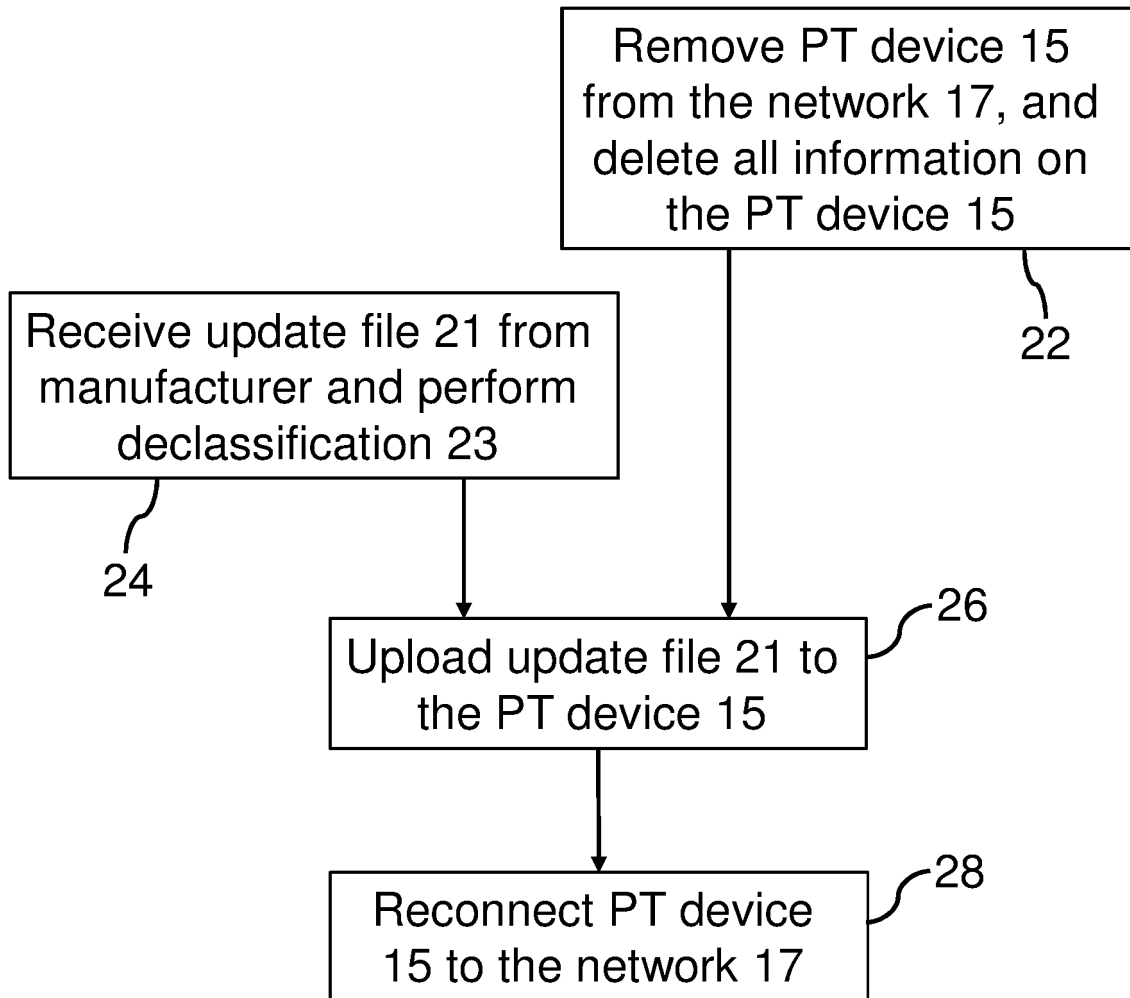 Remove PT device 15
from the network 17, and
delete all information on
the PT device 15
22
Receive update file 21 from
manufacturer and perform
declassification 23
24
26
Upload update file 21 to
the PT device 15
28
Reconnect PT device
15 to the network 17